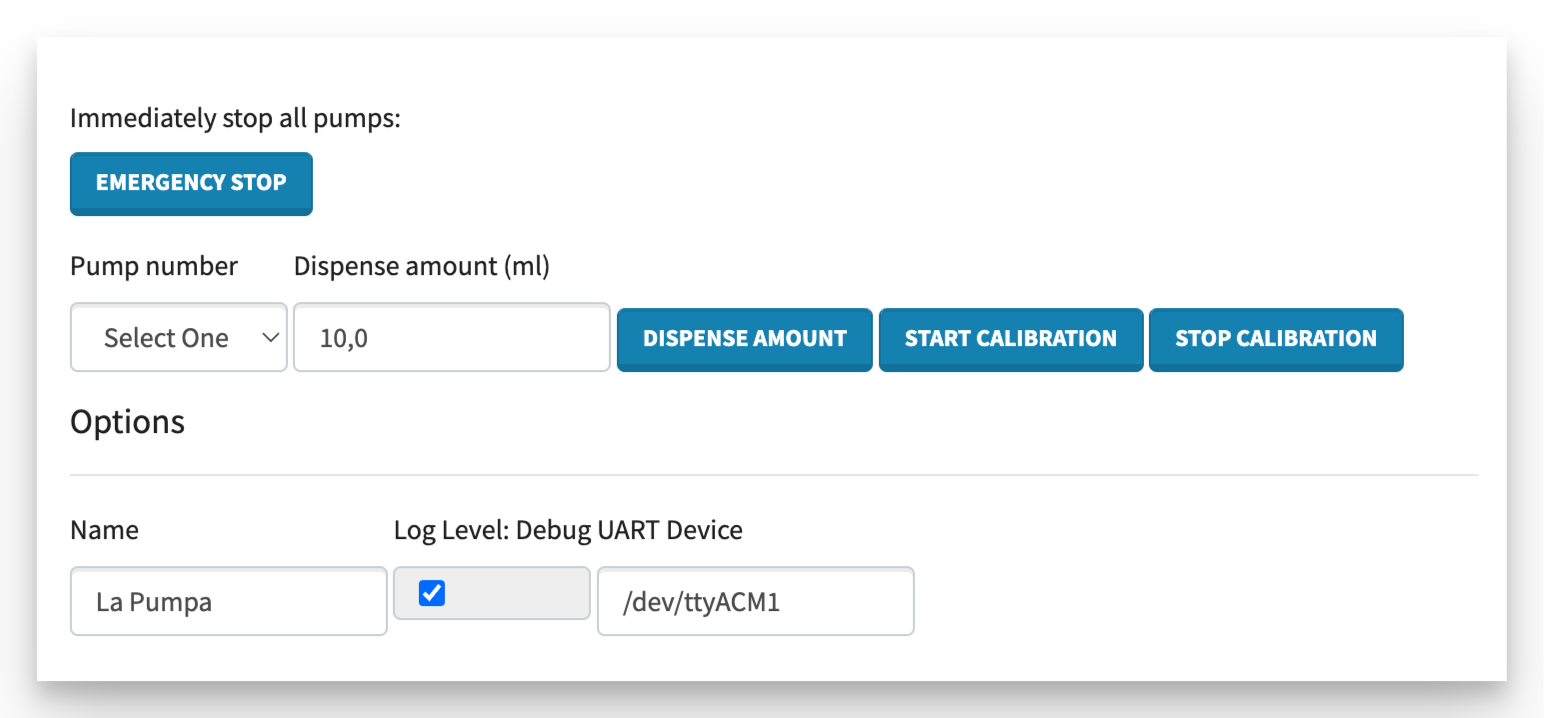 Immediately stop all pumps:
EMERGENCY STOP
Pump number Dispense amount (ml)
Select One 10,0 DISPENSE AMOUNT START CALIBRATION STOP CALIBRATION
Options
Name Log Level: Debug UART Device
La Pumpa /dev/ttyACM1